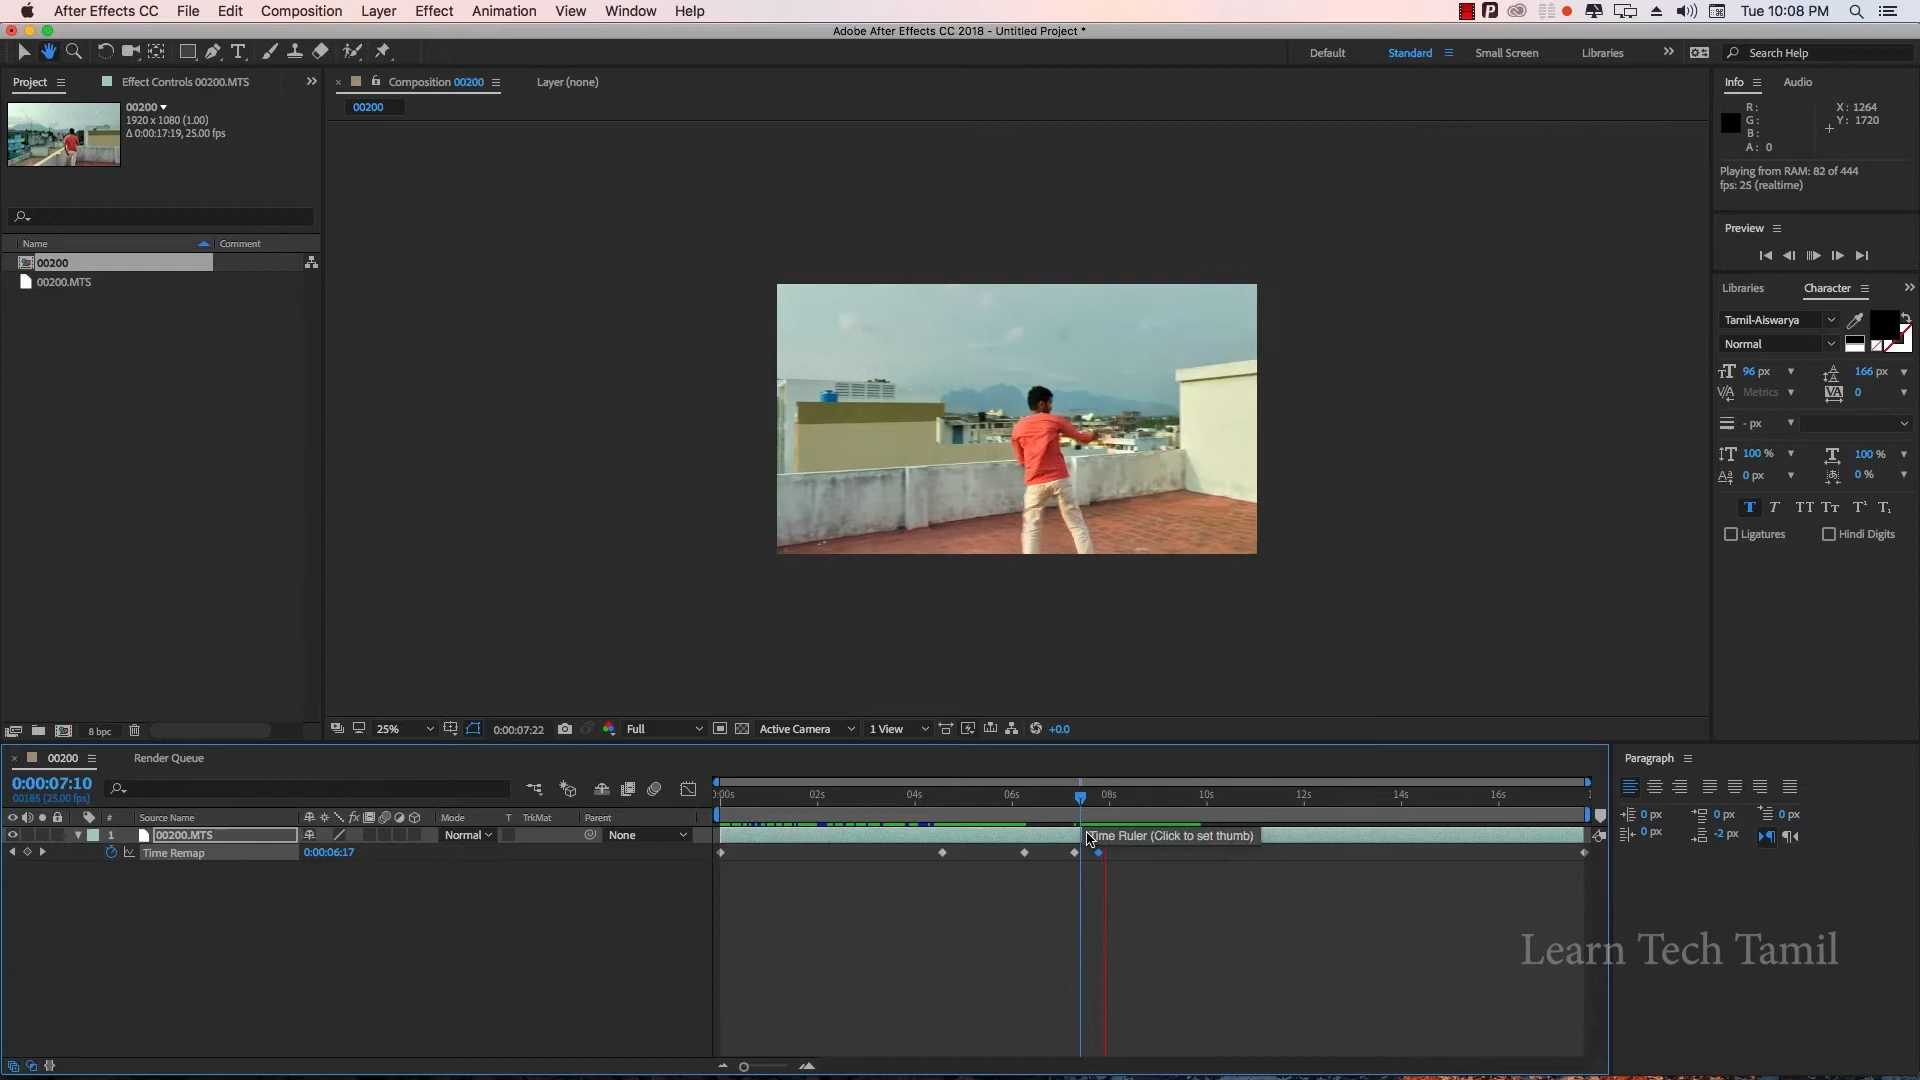 After Effects CC File Edit Composition Layer Effect Animation View Window Help Tue 10:08 PM
Adobe After Effects CC 2018 - Untitled Project *
Default Standard Small Screen Libraries Search Help
Project Effect Controls 00200.MTS Composition 00200 Layer (none) Info Audio
00200
1920 x 1080 (1.00)
Δ 0:00:17:19, 25.00 fps
00200
R: X: 1264
G: Y: 1720
B:
A: 0
Playing from RAM: 82 of 444
fps: 25 (realtime)
Preview
Name Comment
00200
00200.MTS
Libraries Character
Tamil-Aiswarya
Normal
96 px 166 px
Metrics 0
- px
100 % 100 %
0 px 0 %
Ligatures Hindi Digits
8 bpc 25% 0:00:07:22 Full Active Camera 1 View +0.0
00200 Render Queue Paragraph
0:00:07:10
00185 (25.00 fps)
02s 04s 06s 08s 10s 12s 14s 16s
# Source Name Mode T TrkMat Parent
1 00200.MTS Normal None
Time Ruler (Click to set thumb)
Time Remap 0:00:06:17
0 px 0 px 0 px
0 px -2 px
Learn Tech Tamil